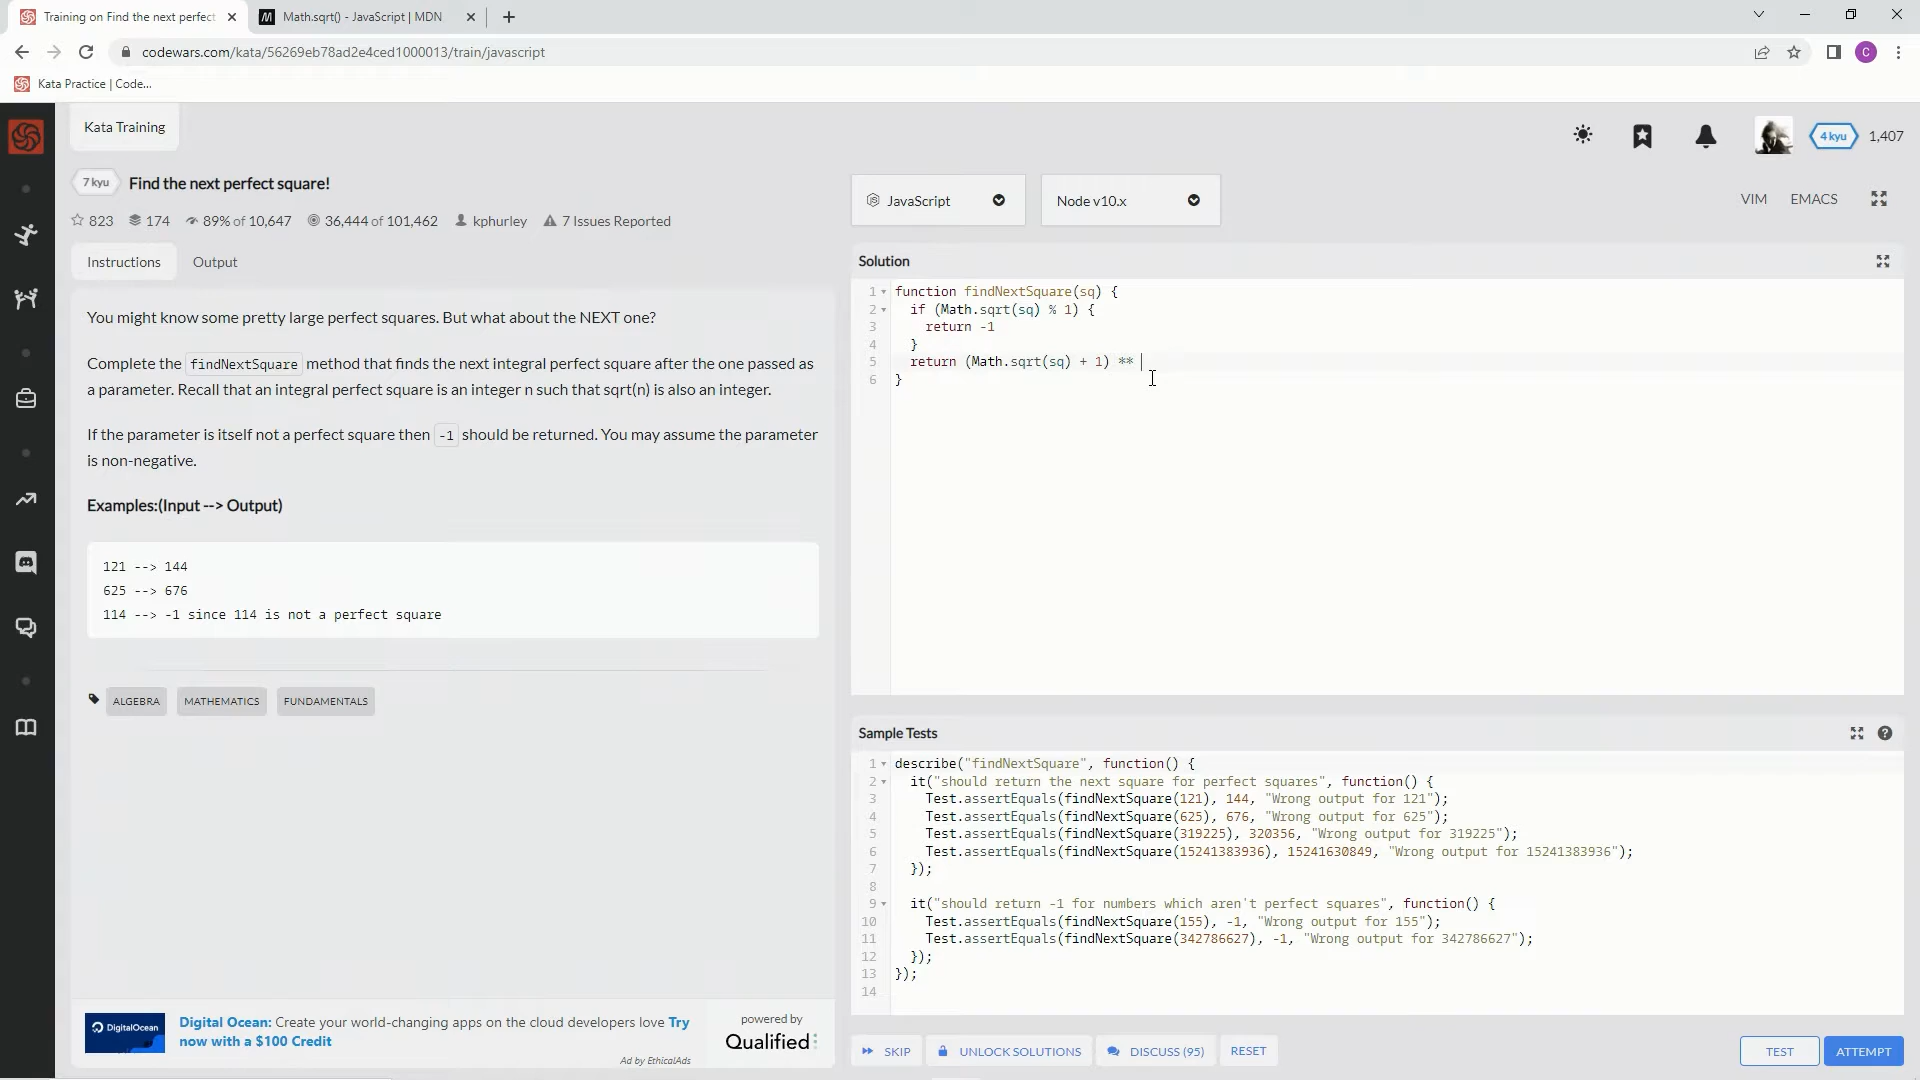 Training on Find the next perfect
Math.sqrt() - JavaScript | MDN
codewars.com/kata/56269eb78ad2e4ced1000013/train/javascript
C
Kata Practice | Code...
Kata Training
4 kyu
1,407
7 kyu
Find the next perfect square!
823
174
89% of 10,647
36,444 of 101,462
kphurley
7 Issues Reported
JavaScript
Node v10.x
VIM
EMACS
Instructions
Output
You might know some pretty large perfect squares. But what about the NEXT one?
Complete the findNextSquare method that finds the next integral perfect square after the one passed as
a parameter. Recall that an integral perfect square is an integer n such that sqrt(n) is also an integer.
If the parameter is itself not a perfect square then -1 should be returned. You may assume the parameter
is non-negative.
Examples:(Input --> Output)
121 --> 144
625 --> 676
114 --> -1 since 114 is not a perfect square
ALGEBRA
MATHEMATICS
FUNDAMENTALS
DigitalOcean
Digital Ocean: Create your world-changing apps on the cloud developers love Try
now with a $100 Credit
Ad by EthicalAds
powered by
Qualified
Solution
1 function findNextSquare(sq) {
2 if (Math.sqrt(sq) % 1) {
3 return -1
4 }
5 return (Math.sqrt(sq) + 1) **
6 }
Sample Tests
1 describe("findNextSquare", function() {
2 it("should return the next square for perfect squares", function() {
3 Test.assertEquals(findNextSquare(121), 144, "Wrong output for 121");
4 Test.assertEquals(findNextSquare(625), 676, "Wrong output for 625");
5 Test.assertEquals(findNextSquare(319225), 320356, "Wrong output for 319225");
6 Test.assertEquals(findNextSquare(15241383936), 15241630849, "Wrong output for 15241383936");
7 });
8
9 it("should return -1 for numbers which aren't perfect squares", function() {
10 Test.assertEquals(findNextSquare(155), -1, "Wrong output for 155");
11 Test.assertEquals(findNextSquare(342786627), -1, "Wrong output for 342786627");
12 });
13 });
14
SKIP
UNLOCK SOLUTIONS
DISCUSS (95)
RESET
TEST
ATTEMPT